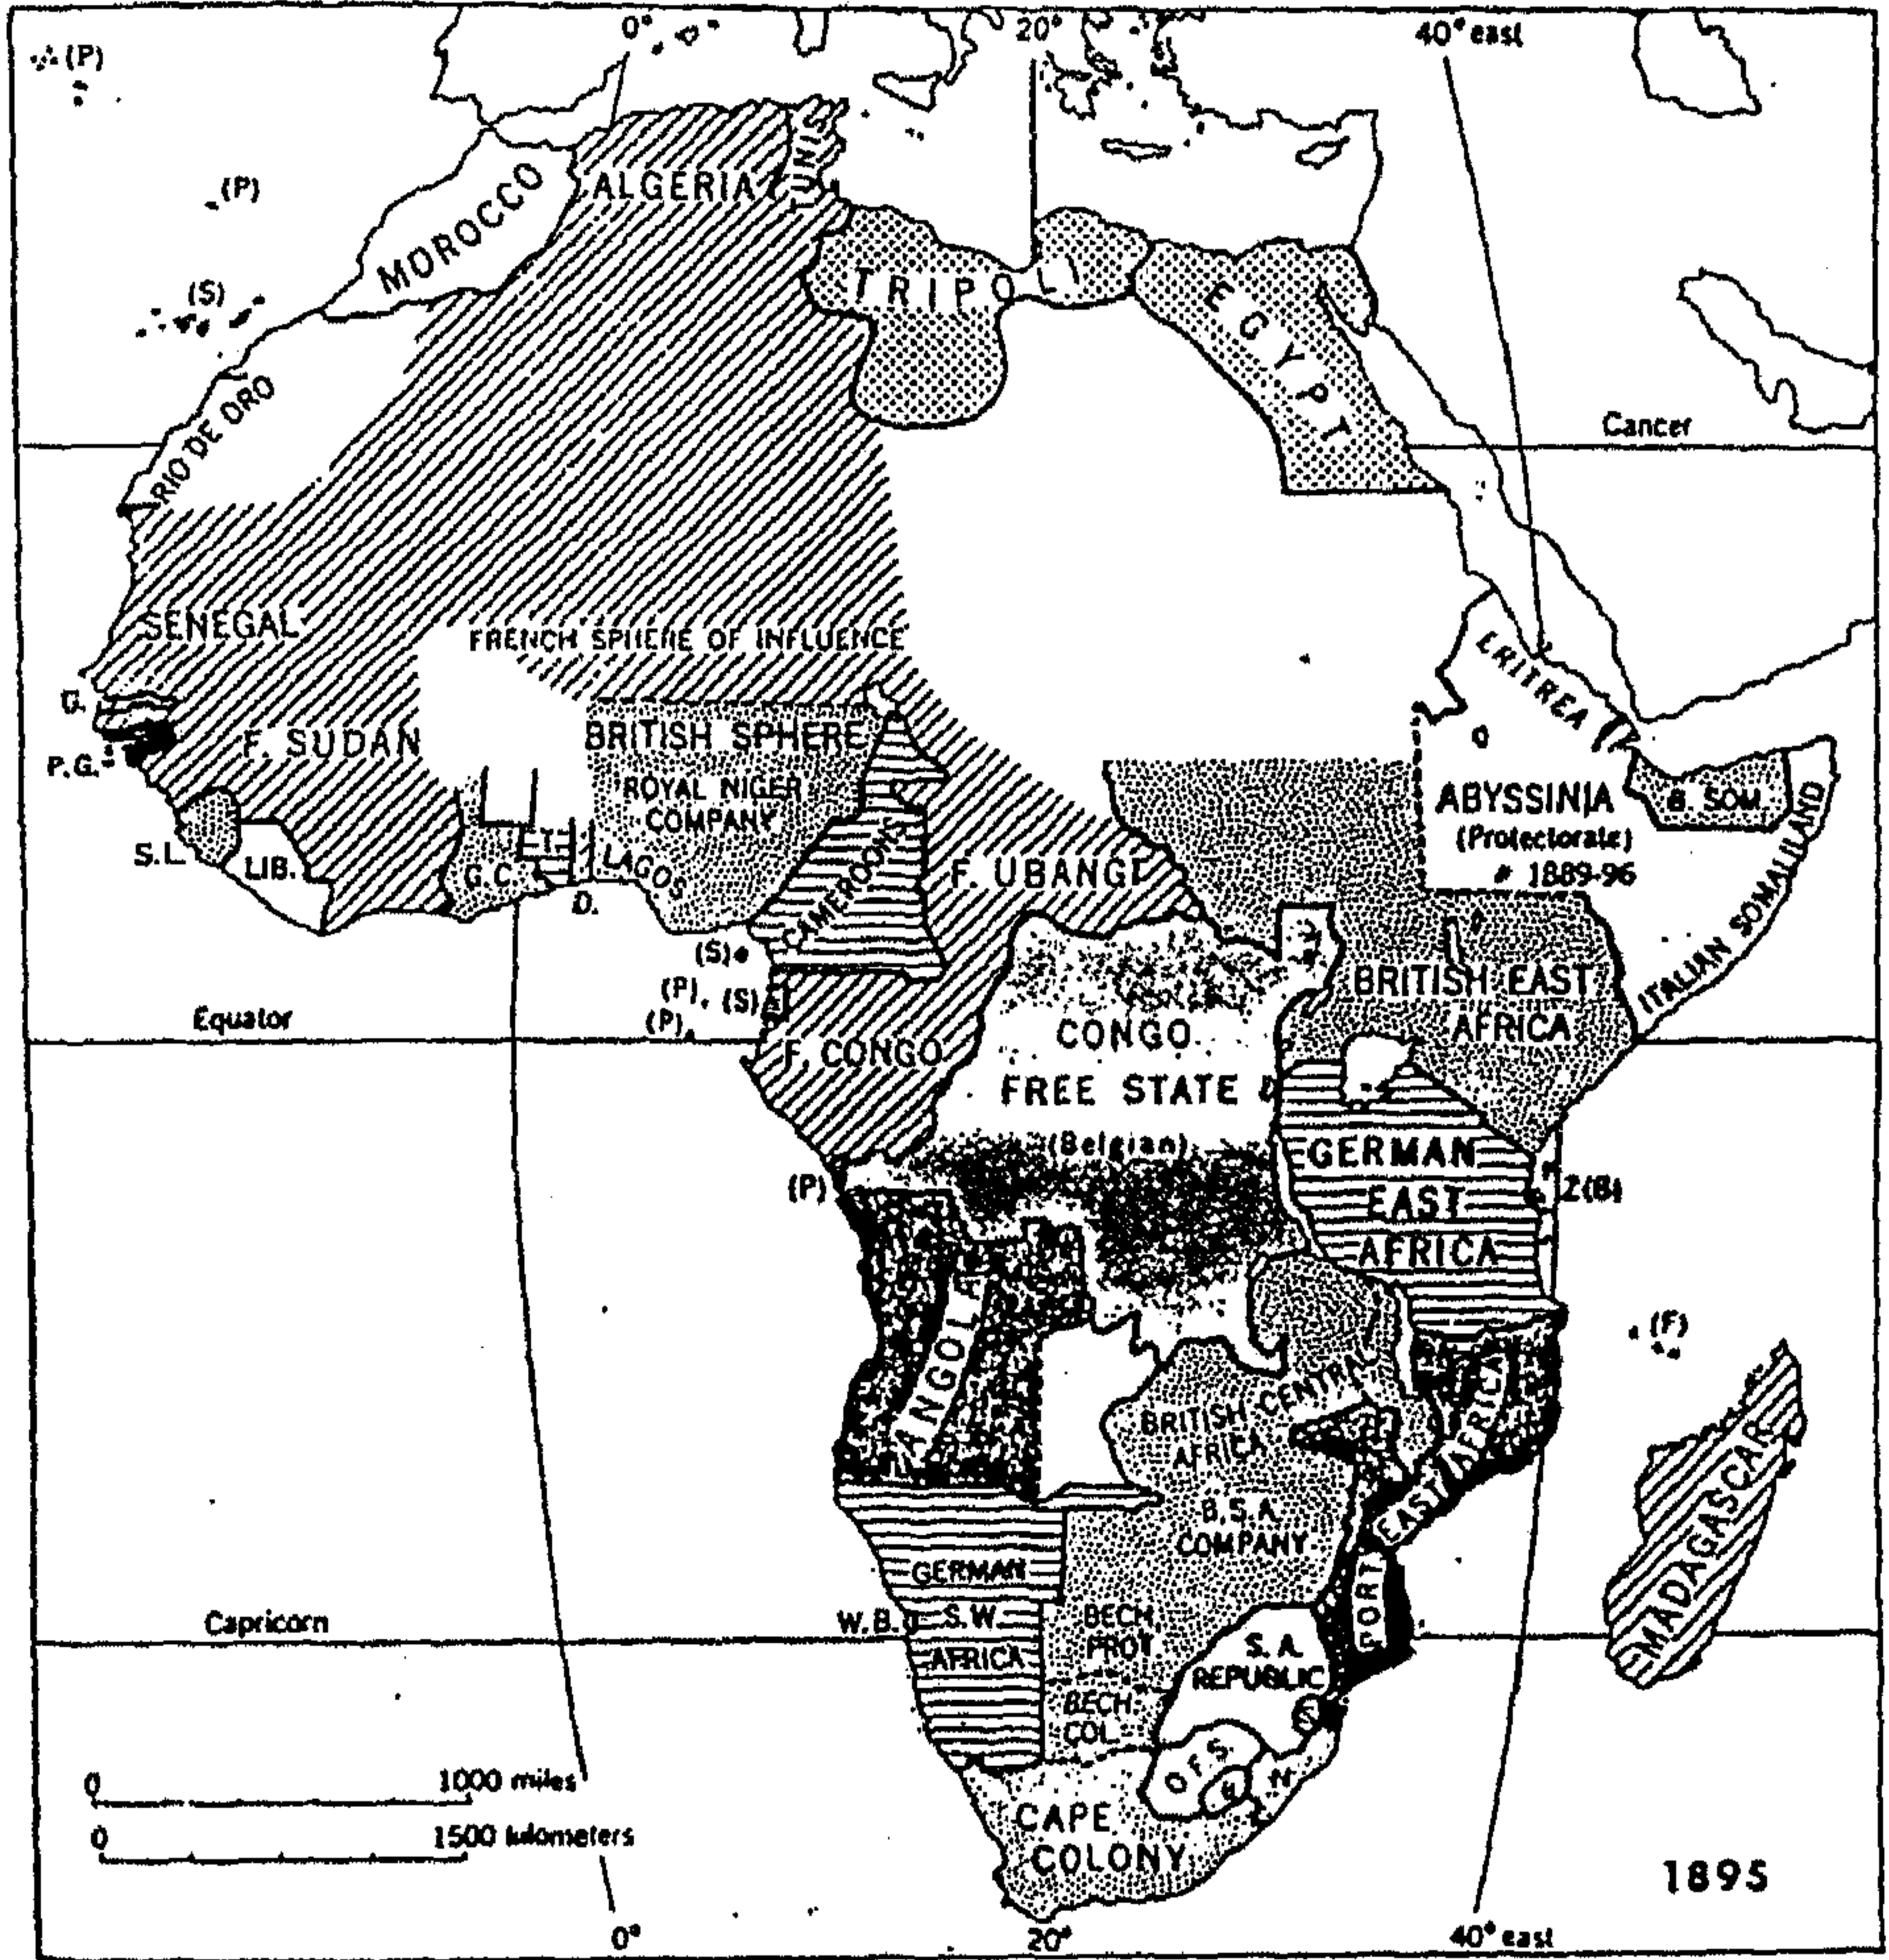 0°
20°
40° east
(P)
(P)
(S)
TUNIS
ALGERIA
MOROCCO
TRIPOLI
EGYPT
RIO DE ORO
Cancer
SENEGAL
FRENCH SPHERE OF INFLUENCE
ERITREA
G.
P.G.
F. SUDAN
BRITISH SPHERE
ROYAL NIGER
COMPANY
ABYSSINIA
(Protectorate)
1889-96
B. SOM.
ITALIAN SOMALILAND
S.L.
LIB.
G.C.
T.
D.
LAGOS
CAMEROONS
F. UBANGI
(S)
(P)
(S)
(P)
Equator
F. CONGO
CONGO
FREE STATE
(Belgian)
BRITISH EAST
AFRICA
GERMAN
EAST
AFRICA
Z(B)
(P)
ANGOLA
(F)
BRITISH CENTRAL
AFRICA
PORT. EAST AFRICA
MADAGASCAR
B.S.A.
COMPANY
GERMAN
S.W.
AFRICA
W.B.
Capricorn
BECH.
PROT.
BECH.
COL.
S. A.
REPUBLIC
S
O F S.
N
CAPE
COLONY
0
1000 miles
0
1500 kilometers
1895
0°
20°
40° east